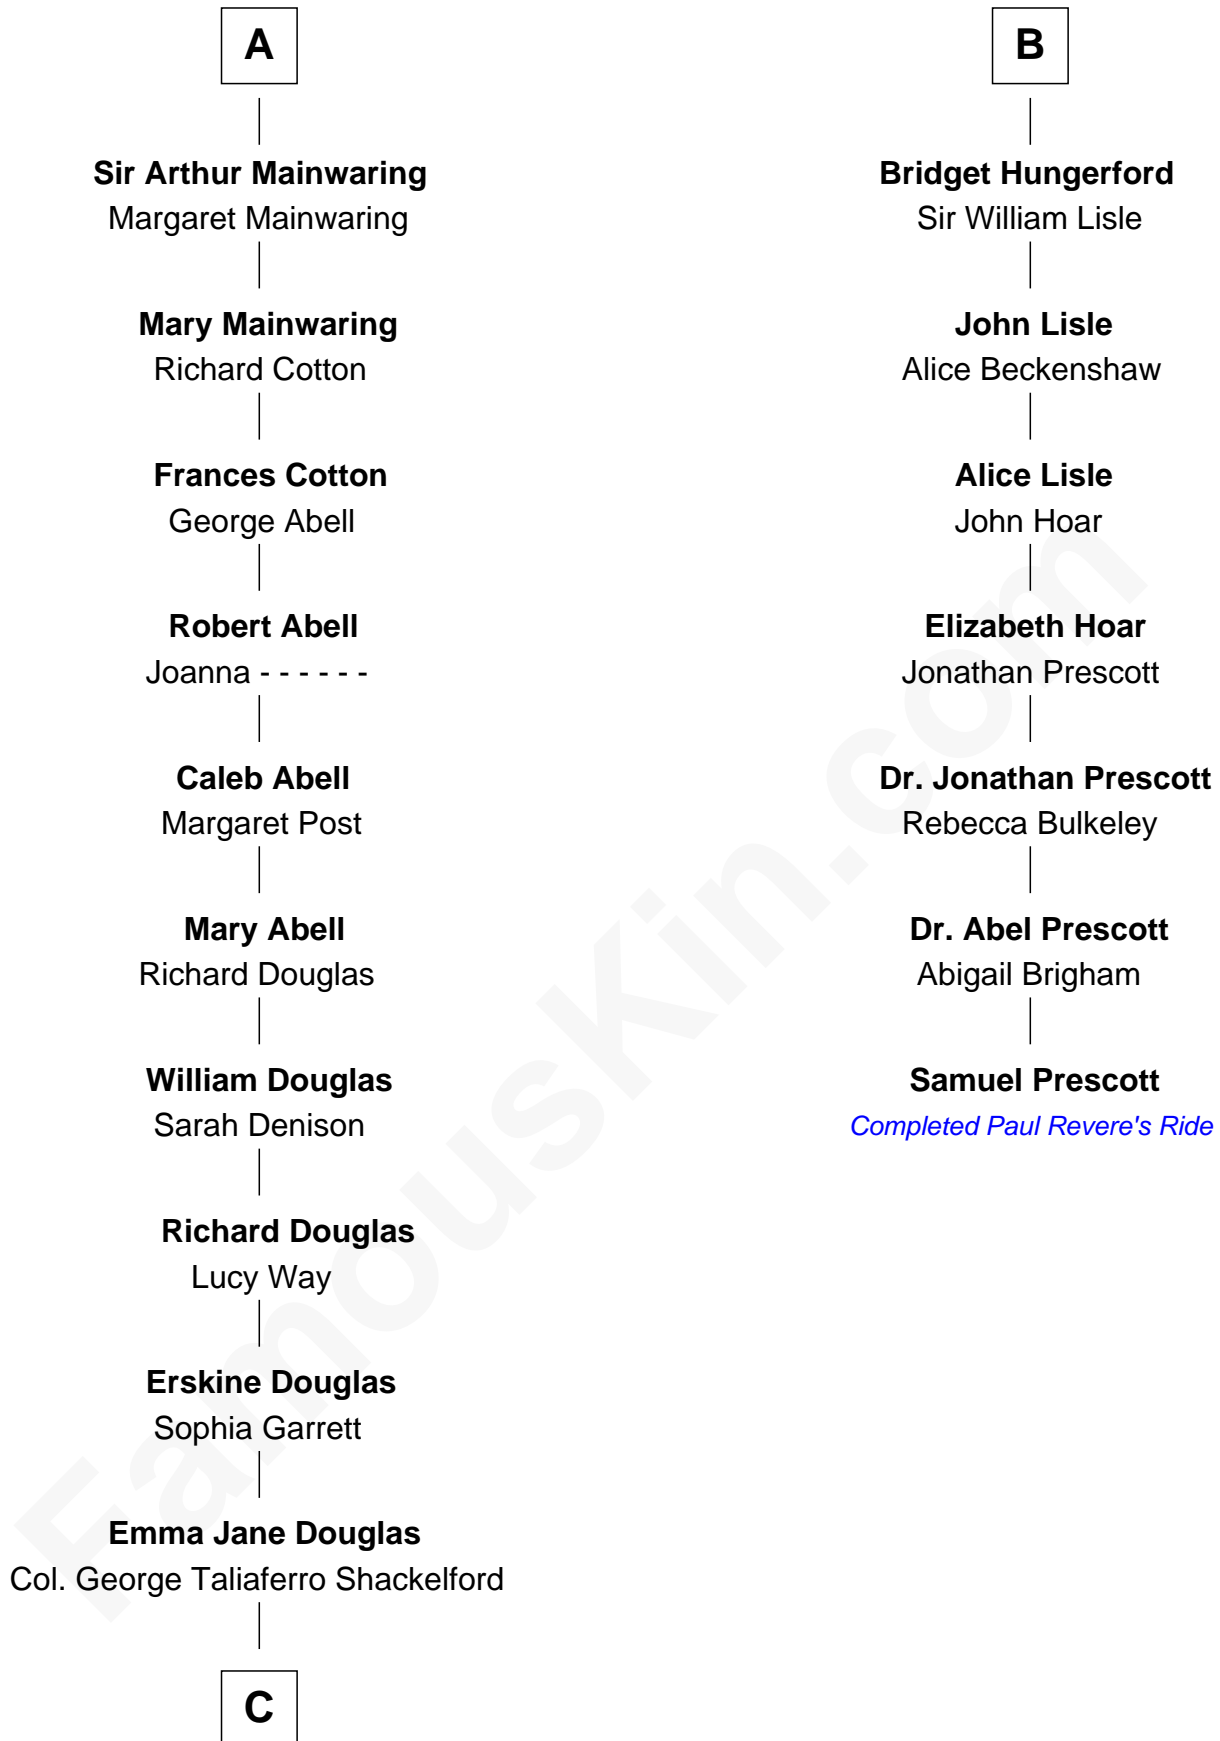 A
Sir Arthur Mainwaring
Margaret Mainwaring
Mary Mainwaring
Richard Cotton
Frances Cotton
George Abell
Robert Abell
Joanna - - - - - -
Caleb Abell
Margaret Post
Mary Abell
Richard Douglas
William Douglas
Sarah Denison
Richard Douglas
Lucy Way
Erskine Douglas
Sophia Garrett
Emma Jane Douglas
Col. George Taliaferro Shackelford
C
B
Bridget Hungerford
Sir William Lisle
John Lisle
Alice Beckenshaw
Alice Lisle
John Hoar
Elizabeth Hoar
Jonathan Prescott
Dr. Jonathan Prescott
Rebecca Bulkeley
Dr. Abel Prescott
Abigail Brigham
Samuel Prescott
Completed Paul Revere's Ride
FamousKin.com